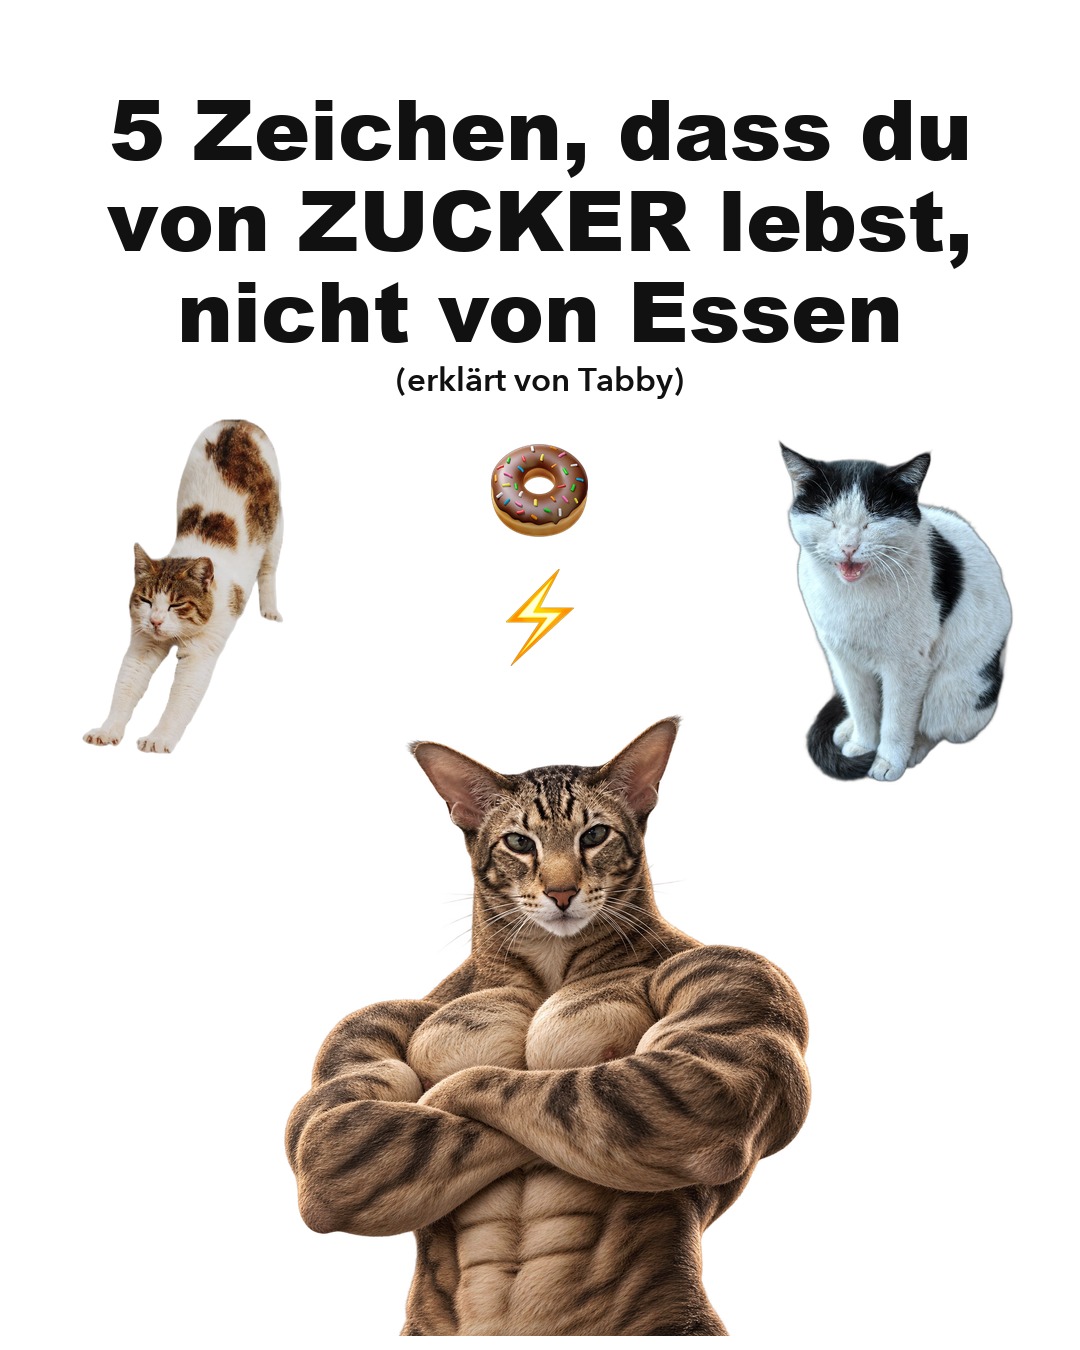 5 Zeichen, dass du
von ZUCKER lebst,
nicht von Essen
(erklärt von Tabby)